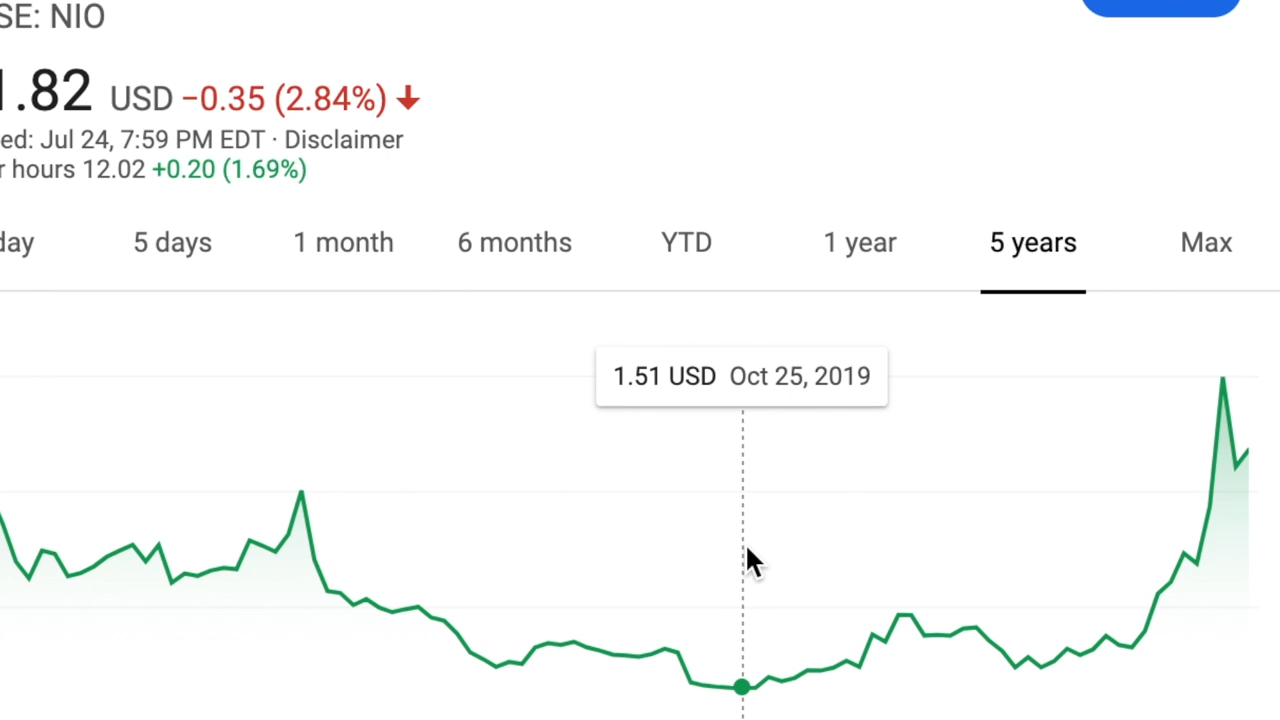 SE: NIO
1.82 USD −0.35 (2.84%)
ed: Jul 24, 7:59 PM EDT · Disclaimer
r hours 12.02 +0.20 (1.69%)
day 5 days 1 month 6 months YTD 1 year 5 years Max
1.51 USD Oct 25, 2019